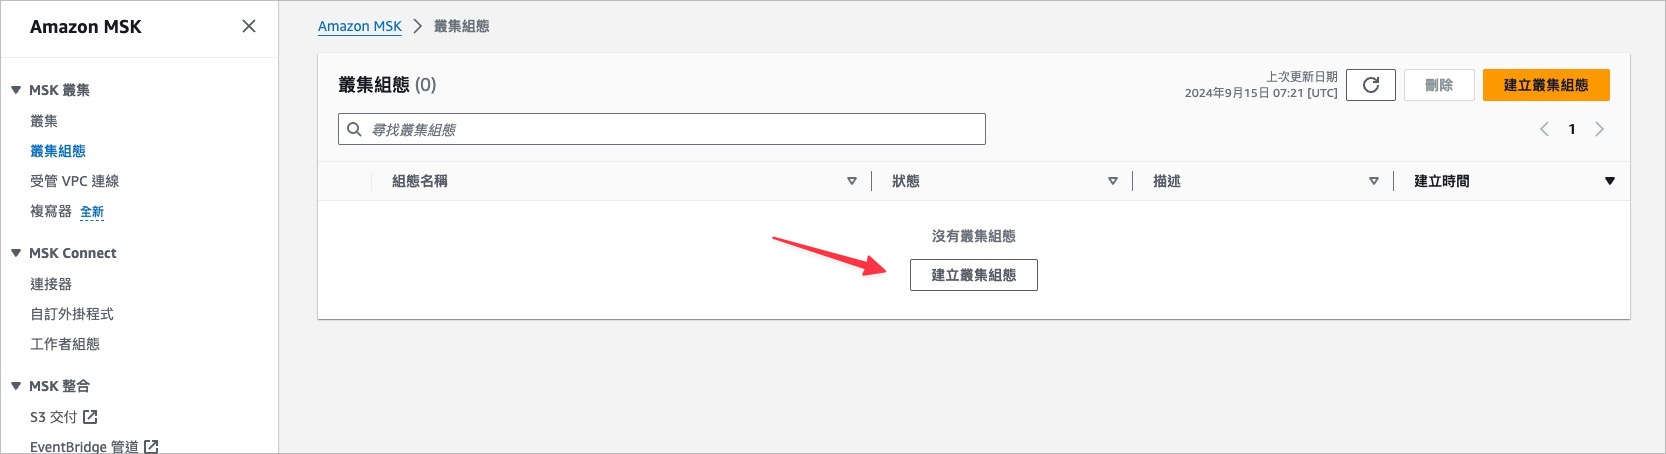 Amazon MSK
MSK 叢集
叢集
叢集組態
受管 VPC 連線
複寫器 全新
MSK Connect
連接器
自訂外掛程式
工作者組態
MSK 整合
S3 交付
EventBridge 管道
Amazon MSK > 叢集組態
叢集組態 (0)
上次更新日期
2024年9月15日 07:21 [UTC]
刪除
建立叢集組態
尋找叢集組態
1
組態名稱
狀態
描述
建立時間
沒有叢集組態
建立叢集組態